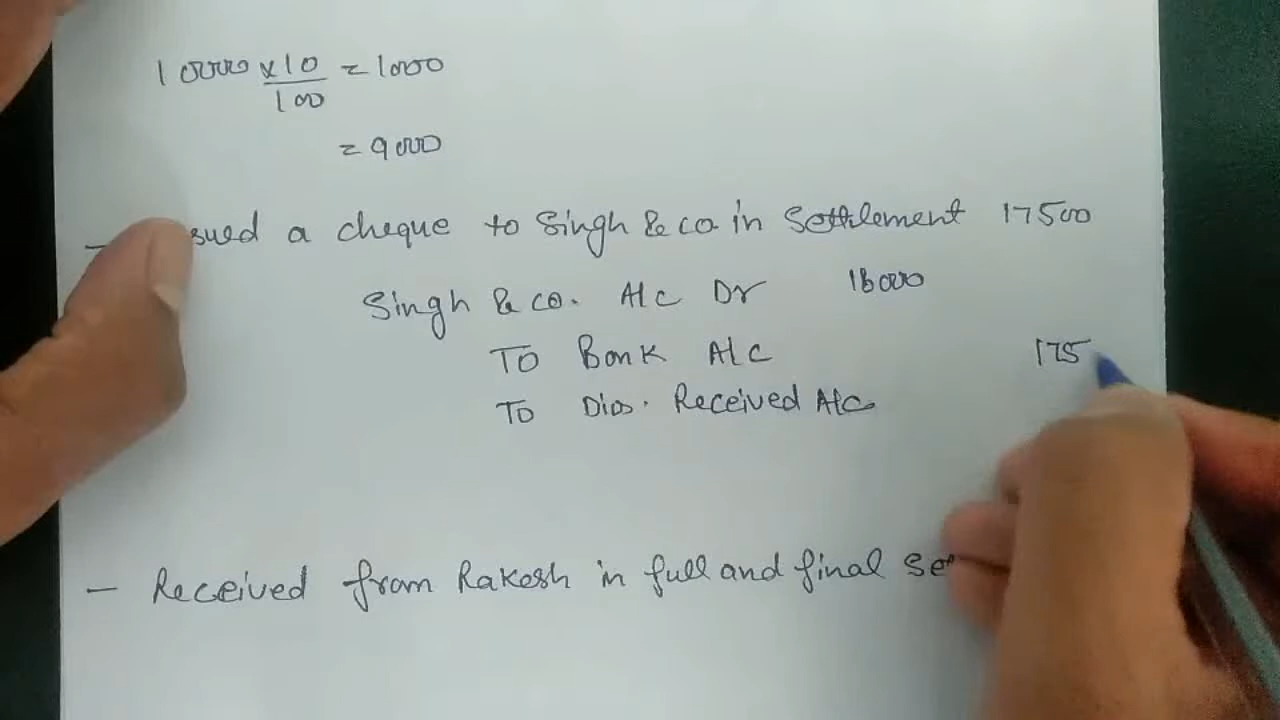 10000 x 10 = 1000
100
= 9000
- sued a cheque to Singh & co. in Settlement 17500
Singh & co. A/c Dr 18000
To Bank A/c 175
To Dis. Received A/c
- Received from Rakesh in full and final Se